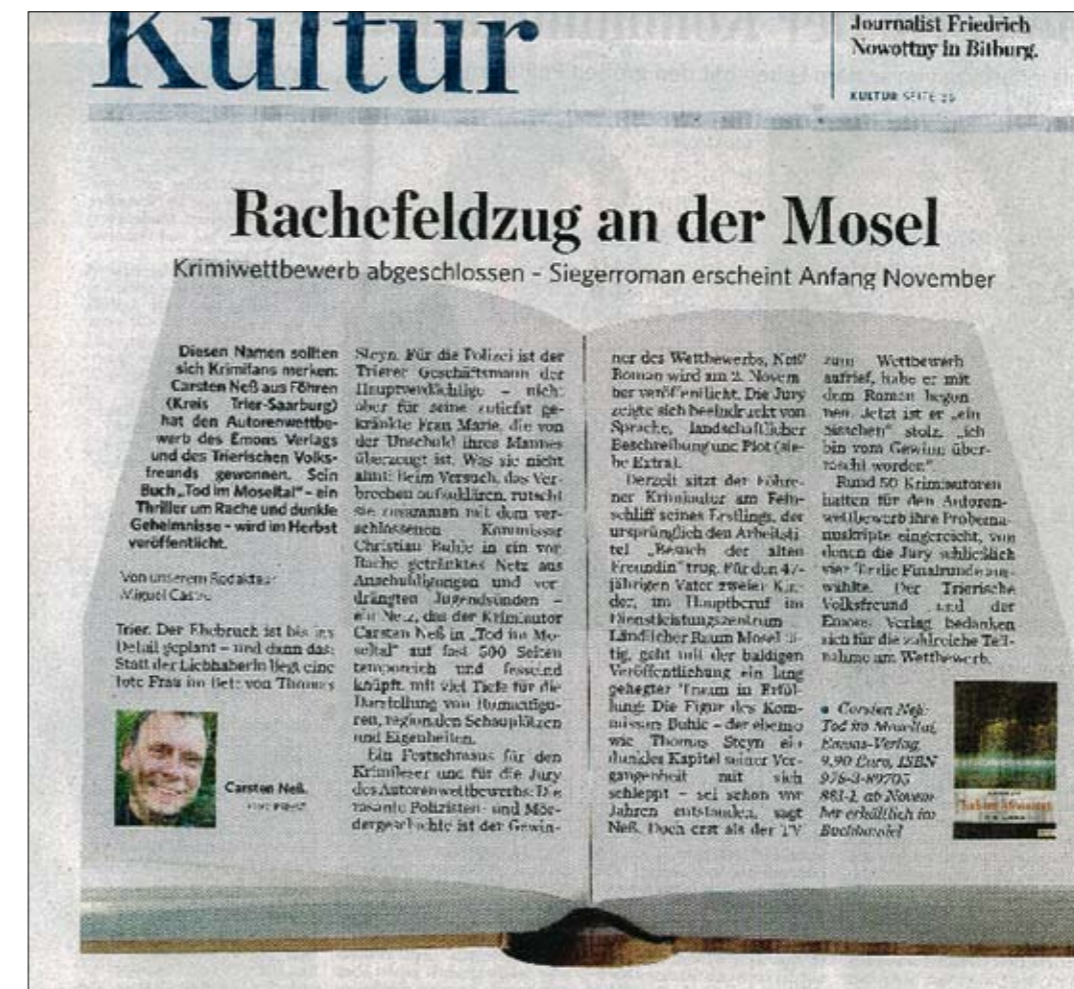 Kultur
Journalist Friedrich
Nowottny in Bitburg.
KULTUR SEITE
Rachefeldzug an der Mosel
Krimiwettbewerb abgeschlossen – Siegerroman erscheint Anfang November
Diesen Namen sollten
sich Krimifans merken:
Carsten Neß aus Föhren
(Kreis Trier-Saarburg)
hat den Autorenwettbe-
werb des Emons Verlags
und des Trierischen Volks-
freunds gewonnen. Sein
Buch „Tod im Moseltal“ – ein
Thriller um Rache und dunkle
Geheimnisse – wird im Herbst
veröffentlicht.
Von unserem Redakteur
Miguel Castro
Trier. Der Ehebruch ist bis ins
Detail geplant – und dann das:
Statt der Liebhaberin liegt eine
tote Frau im Bett von Thomas
Carsten Neß.
Steyn. Für die Polizei ist der
Trierer Geschäftsmann der
Hauptverdächtige – nicht
aber für seine zutiefst ge-
kränkte Frau Marie, die von
der Unschuld ihres Mannes
überzeugt ist. Was sie nicht
ahnt: Beim Versuch, das Ver-
brechen aufzuklären, rutscht
sie zusammen mit dem ver-
schlossenen Kommissar
Christian Buhle in ein von
Rache getränktes Netz aus
Anschuldigungen und ver-
drängten Jugendsünden –
ein Netz, das der Krimiautor
Carsten Neß in „Tod im Mo-
seltal“ auf fast 500 Seiten
temporeich und fesselnd
knüpft, mit viel Tiefe für die
Darstellung von Romanfigu-
ren, regionalen Schauplätzen
und Eigenheiten.
Ein Festschmaus für den
Krimileser und für die Jury
des Autorenwettbewerbs: Die
rasante Polizisten- und Mör-
dergeschichte ist der Gewin-
ner des Wettbewerbs, Neß'
Roman wird am 2. Novem
ber veröffentlicht. Die Jury
zeigte sich beeindruckt von
Sprache, landschaftlicher
Beschreibung und Plot (sie-
he Extra).
Derzeit sitzt der Föhre-
ner Krimiautor am Fein-
schliff seines Erstlings, der
ursprünglich den Arbeitsti-
tel „Besuch der alten
Freundin“ trug. Für den 47-
jährigen Vater zweier Kin-
der, im Hauptberuf im
Dienstleistungszentrum
Ländlicher Raum Mosel tä-
tig, geht mit der baldigen
Veröffentlichung ein lang
gehegter Traum in Erfül-
lung. Die Figur des Kom-
missars Buhle – der ebenso
wie Thomas Steyn ein
dunkles Kapitel seiner Ver-
gangenheit mit sich
schleppt – sei schon vor
Jahren entstanden, sagt
Neß. Doch erst als der TV
zum Wettbewerb
aufrief, habe er mit
dem Roman begon
nen. Jetzt ist er „ein
bisschen“ stolz, „ich
bin vom Gewinn über-
rascht worden.“
Rund 50 Krimiautoren
hatten für den Autoren-
wettbewerb ihre Probema-
nuskripte eingereicht, von
denen die Jury schließlich
vier für die Finalrunde aus-
wählte. Der Trierische
Volksfreund und der
Emons Verlag bedanken
sich für die zahlreiche Teil-
nahme am Wettbewerb.
Carsten Neß:
Tod im Moseltal,
Emons-Verlag,
9,90 Euro, ISBN
978-3-89705
881-1, ab Novem
ber erhältlich im
Buchhandel